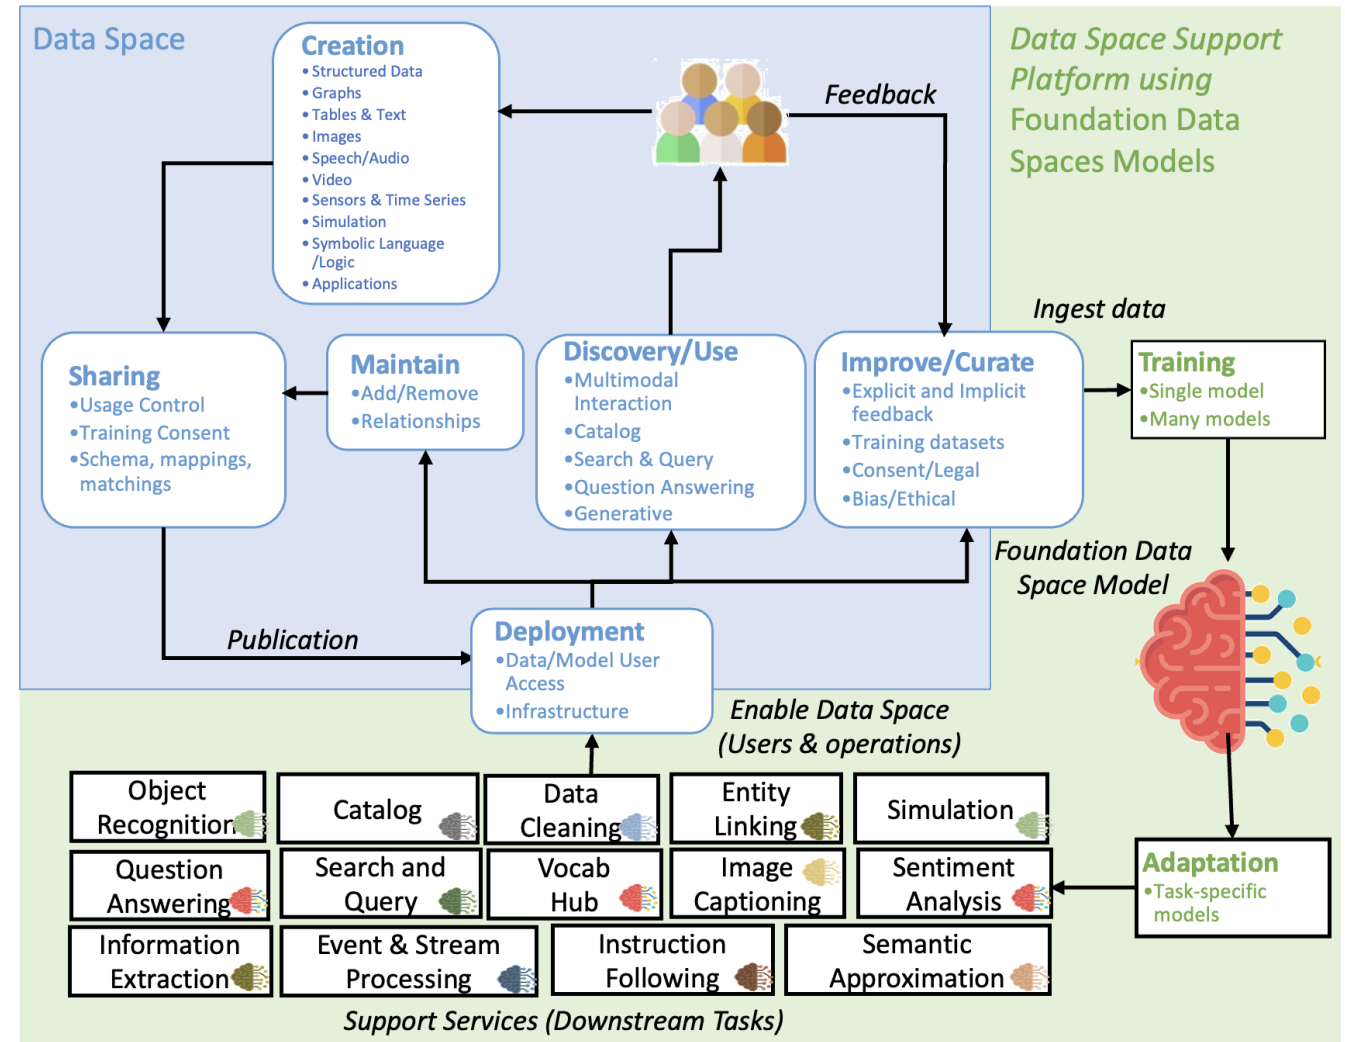 Data Space
Creation
•Structured Data
•Graphs
•Tables & Text
•Images
•Speech/Audio
•Video
•Sensors & Time Series
•Simulation
•Symbolic Language
/Logic
•Applications
Feedback
Data Space Support
Platform using
Foundation Data
Spaces Models
Sharing
•Usage Control
•Training Consent
•Schema, mappings,
matchings
Maintain
•Add/Remove
•Relationships
Discovery/Use
•Multimodal
Interaction
•Catalog
•Search & Query
•Question Answering
•Generative
Improve/Curate
•Explicit and Implicit
feedback
•Training datasets
•Consent/Legal
•Bias/Ethical
Ingest data
Training
•Single model
•Many models
Foundation Data
Space Model
Publication
Deployment
•Data/Model User
Access
•Infrastructure
Enable Data Space
(Users & operations)
Object
Recognition
Catalog
Data
Cleaning
Entity
Linking
Simulation
Question
Answering
Search and
Query
Vocab
Hub
Image
Captioning
Sentiment
Analysis
Adaptation
•Task-specific
models
Information
Extraction
Event & Stream
Processing
Instruction
Following
Semantic
Approximation
Support Services (Downstream Tasks)